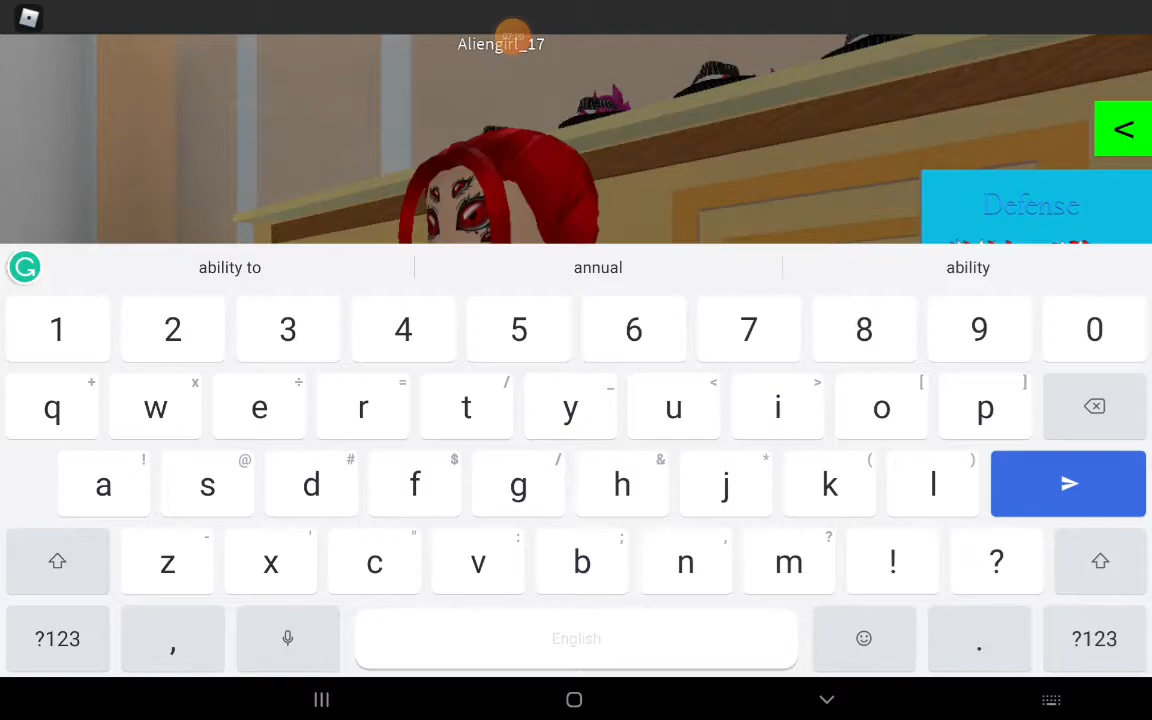 Aliengirl_17
<
Defense
ability to annual ability
1 2 3 4 5 6 7 8 9 0
+ x ÷ = / _ < > [ ]
q w e r t y u i o p
! @ # $ / & * ( )
a s d f g h j k l
- ' " : ; , ?
z x c v b n m ! ?
?123 , English . ?123